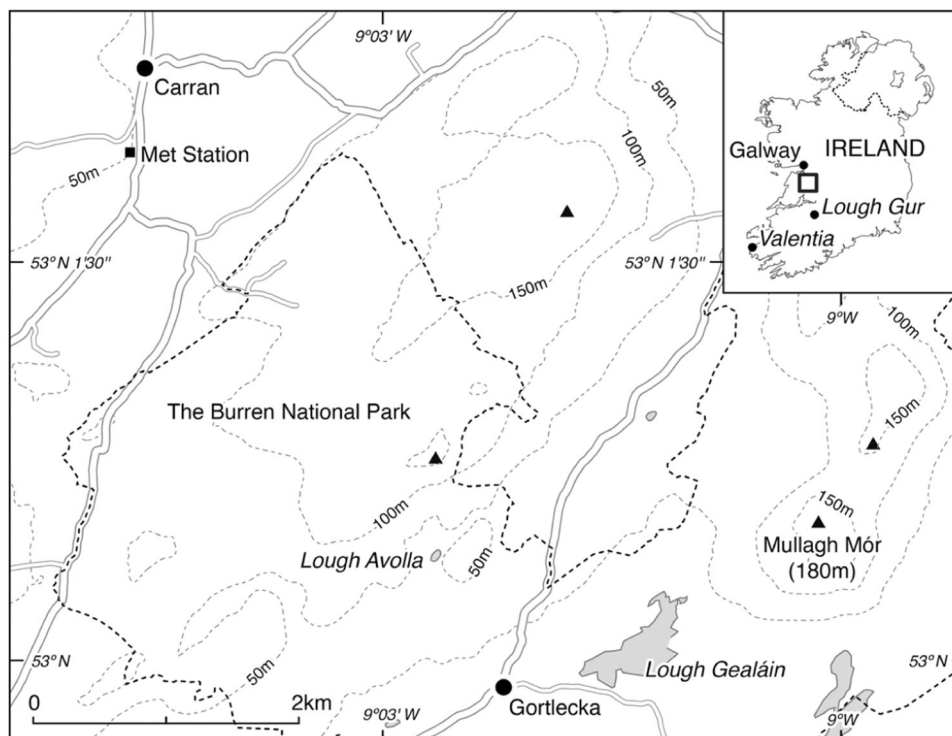 9°03' W
Carran
Met Station
50m
50m
100m
150m
53°N 1'30''
53°N 1'30''
IRELAND
Galway
Lough Gur
Valentia
9°W
100m
150m
The Burren National Park
150m
100m
50m
Lough Avolla
Mullagh Mór
(180m)
53°N
50m
Lough Gealáin
53°N
0
2km
9°03' W
Gortlecka
9°W